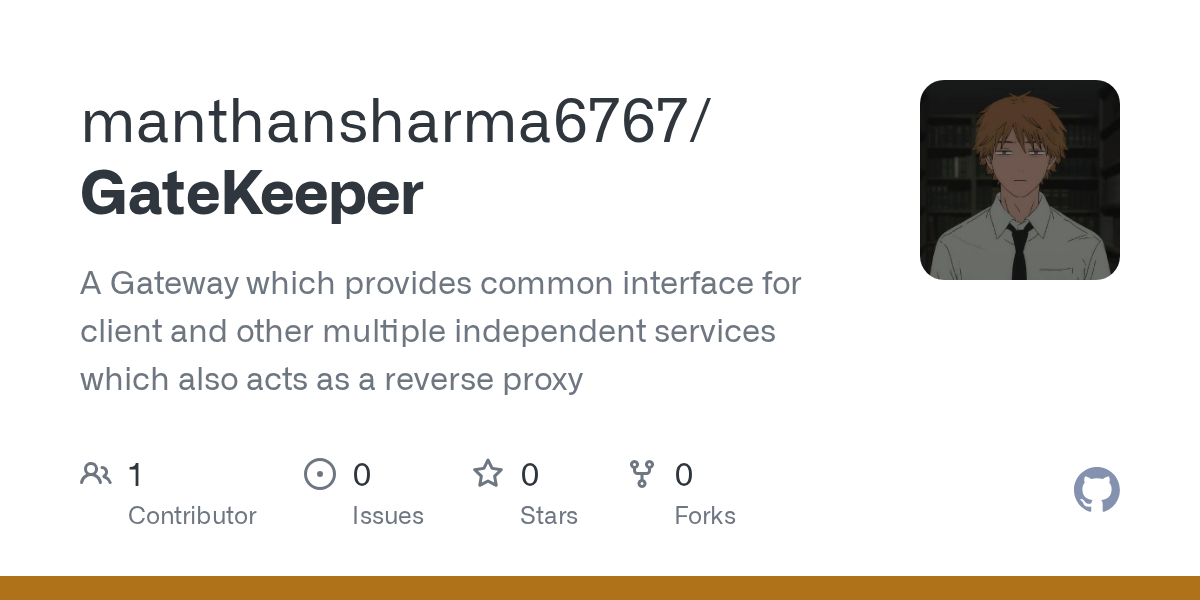 manthansharma6767/
GateKeeper
A Gateway which provides common interface for
client and other multiple independent services
which also acts as a reverse proxy
1
Contributor
0
Issues
0
Stars
0
Forks